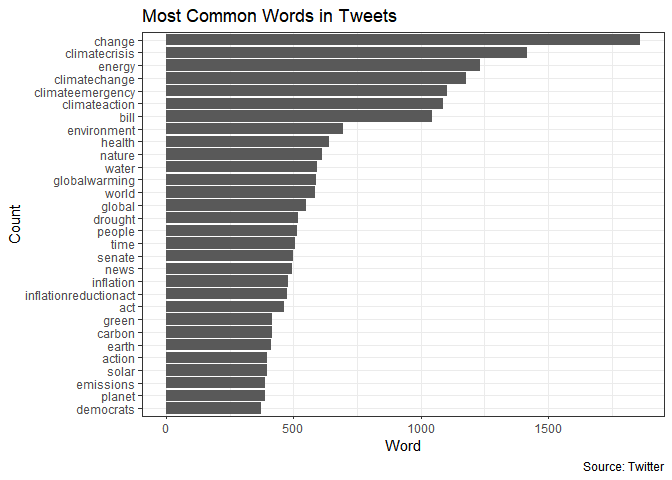 Most Common Words in Tweets
change
climatecrisis
energy
climatechange
climateemergency
climateaction
bill
environment
health
nature
water
globalwarming
world
global
drought
people
time
senate
news
inflation
inflationreductionact
act
green
carbon
earth
action
solar
emissions
planet
democrats
Count
0 500 1000 1500
Word
Source: Twitter